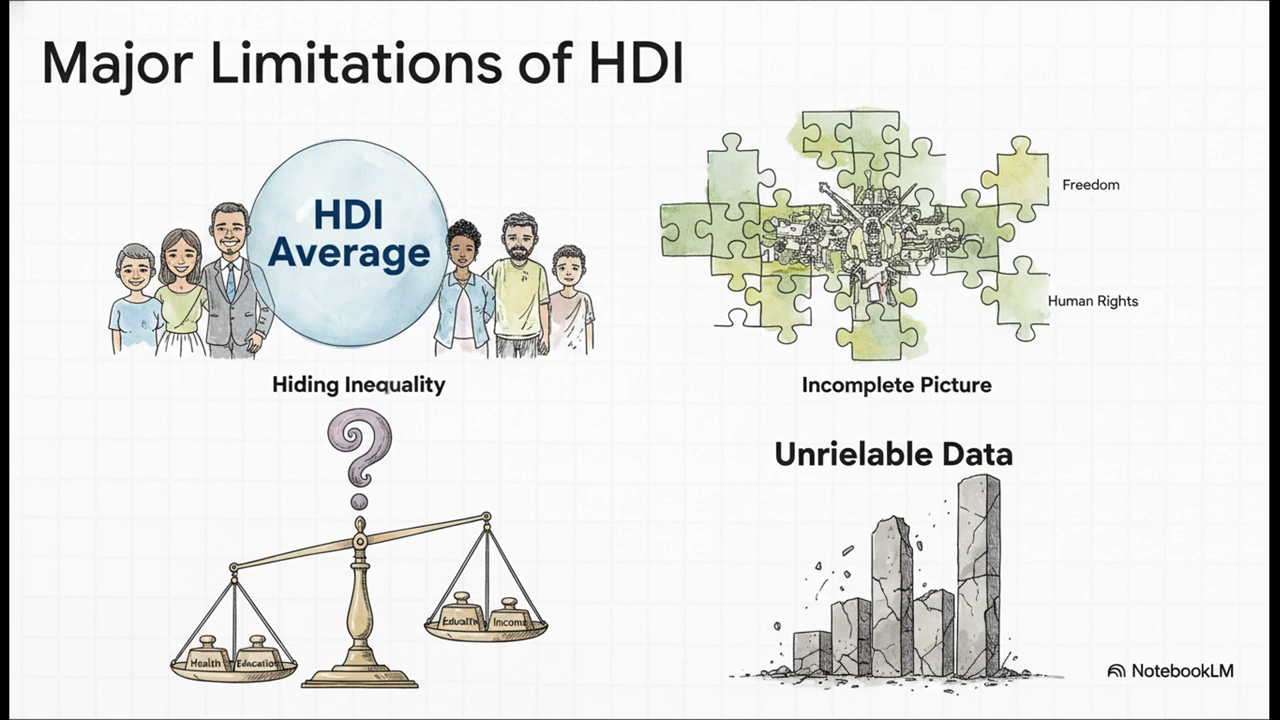 Major Limitations of HDI
HDI
Average
Hiding Inequality
Freedom
Human Rights
Incomplete Picture
Health
Education
Income
Unrielable Data
NotebookLM